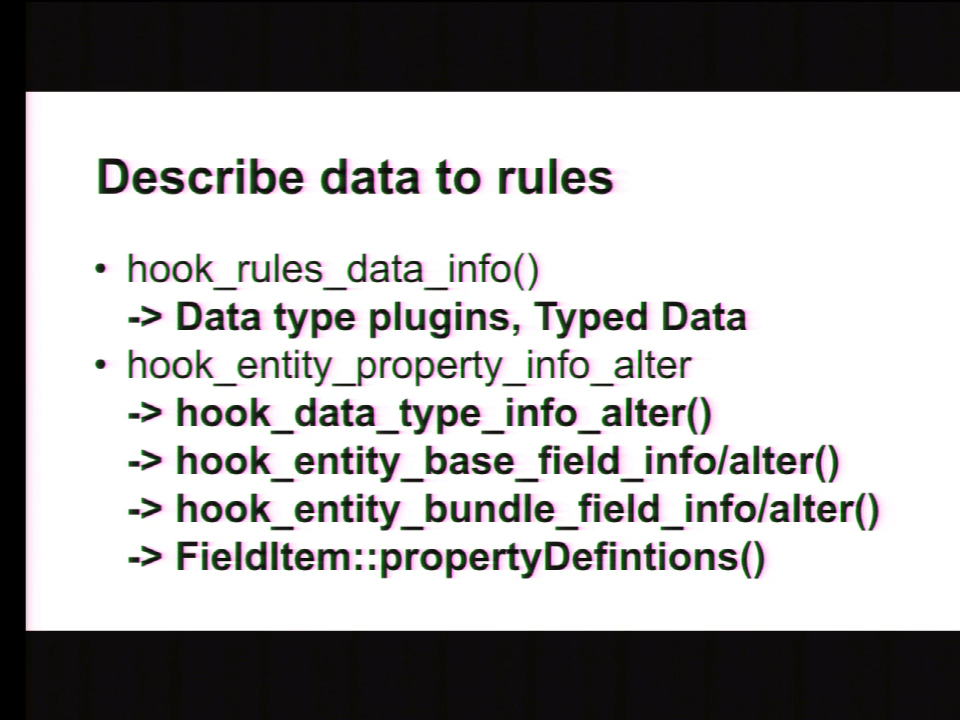 Describe data to rules
• hook_rules_data_info()
-> Data type plugins, Typed Data
• hook_entity_property_info_alter
-> hook_data_type_info_alter()
-> hook_entity_base_field_info/alter()
-> hook_entity_bundle_field_info/alter()
-> FieldItem::propertyDefintions()